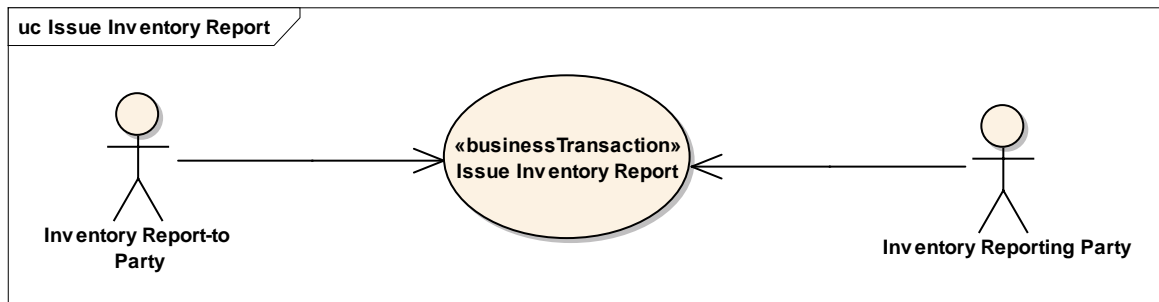 uc Issue Inventory Report
«businessTransaction»
Issue Inventory Report
Inventory Report-to
Party
Inventory Reporting Party